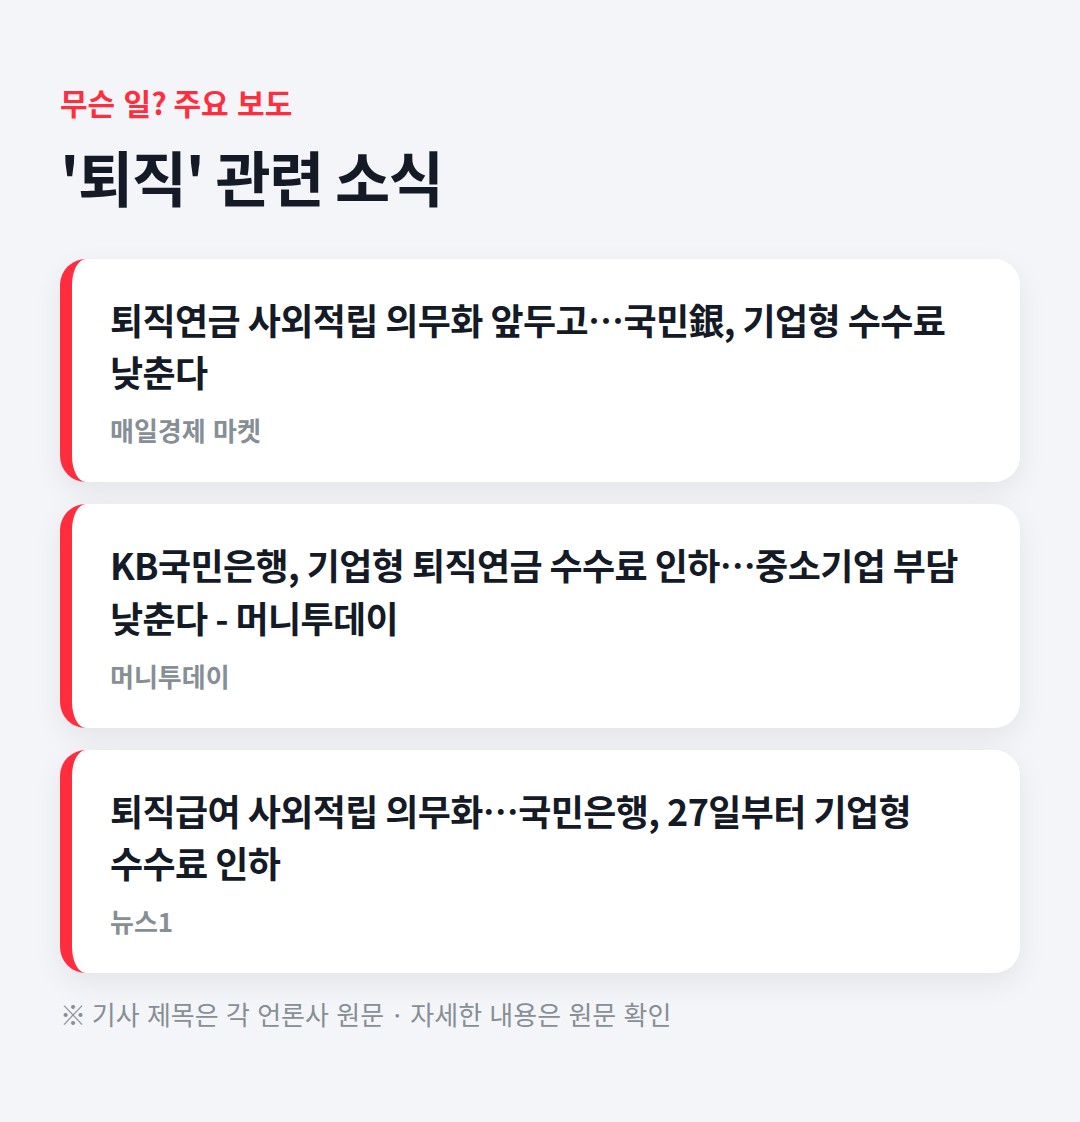 무슨 일? 주요 보도
'퇴직' 관련 소식
퇴직연금 사외적립 의무화 앞두고…국민銀, 기업형 수수료
낮춘다
매일경제 마켓
KB국민은행, 기업형 퇴직연금 수수료 인하…중소기업 부담
낮춘다 - 머니투데이
머니투데이
퇴직급여 사외적립 의무화…국민은행, 27일부터 기업형
수수료 인하
뉴스1
※ 기사 제목은 각 언론사 원문 · 자세한 내용은 원문 확인